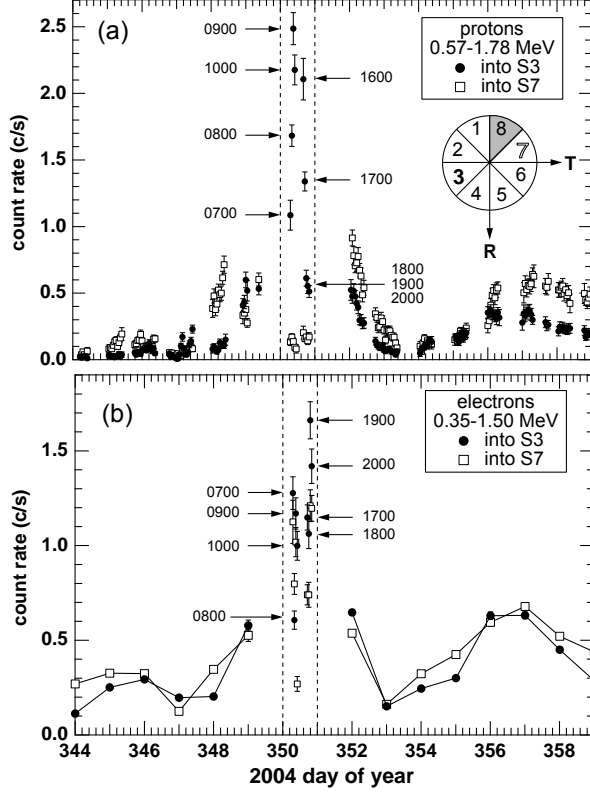 (a)
protons
0.57-1.78 MeV
into S3
into S7
0900
1000
0800
0700
1600
1700
1800
1900
2000
1
8
2
7
3
6
4
5
T
R
count rate (c/s)
2.5
2.0
1.5
1.0
0.5
0.0
(b)
electrons
0.35-1.50 MeV
into S3
into S7
1900
2000
0700
0900
1000
0800
1700
1800
count rate (c/s)
1.5
1.0
0.5
0.0
344 346 348 350 352 354 356 358
2004 day of year